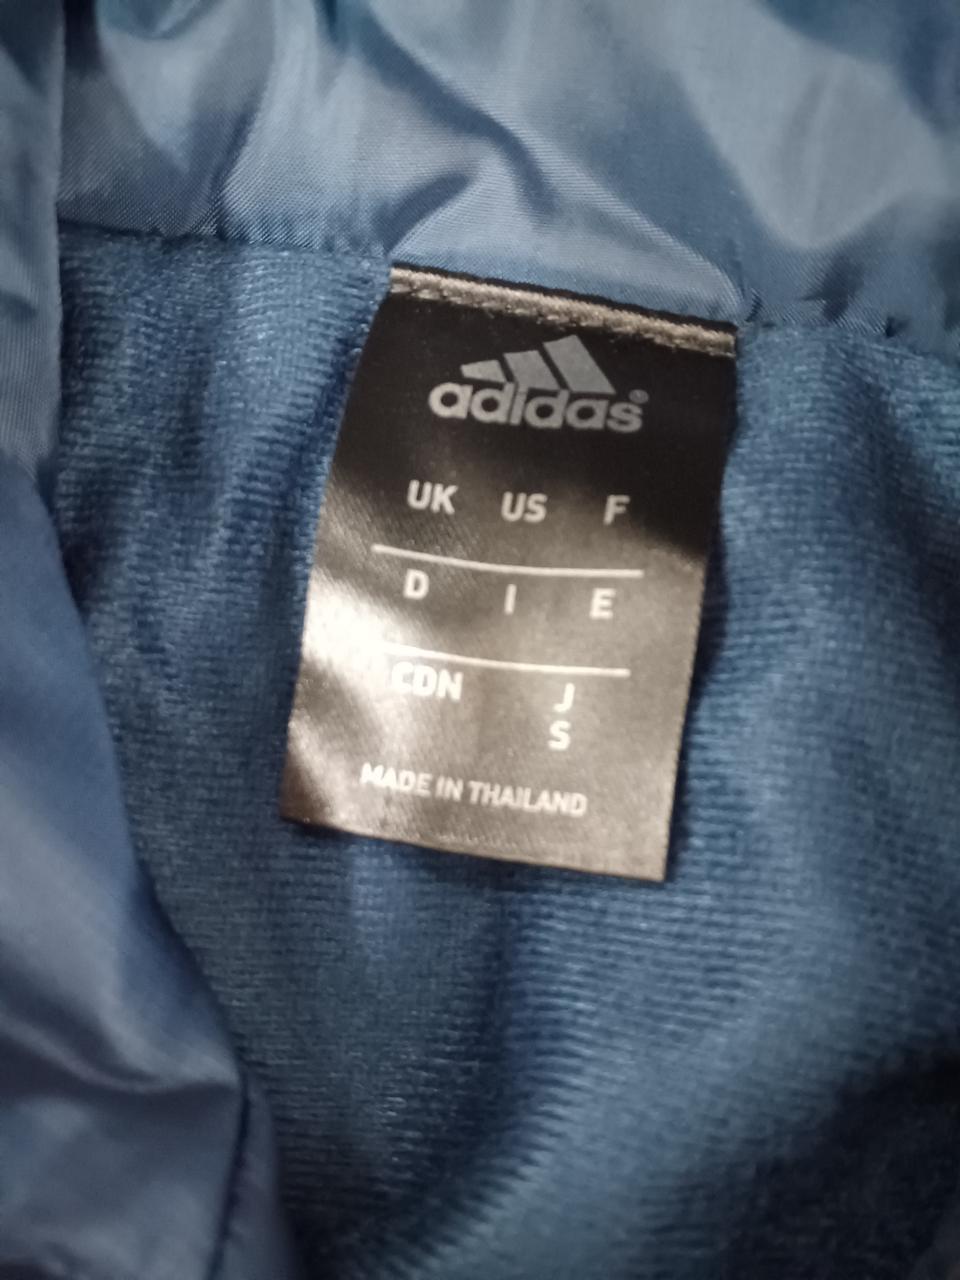 adidas®
UK US F
D I E
CDN J
S
MADE IN THAILAND